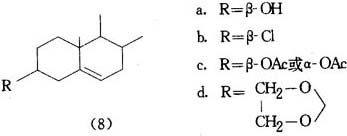 a. R=β-OH
b. R=β-Cl
c. R=β-OAc或α-OAc
d. R= CH₂-O
CH₂-O
R
(8)